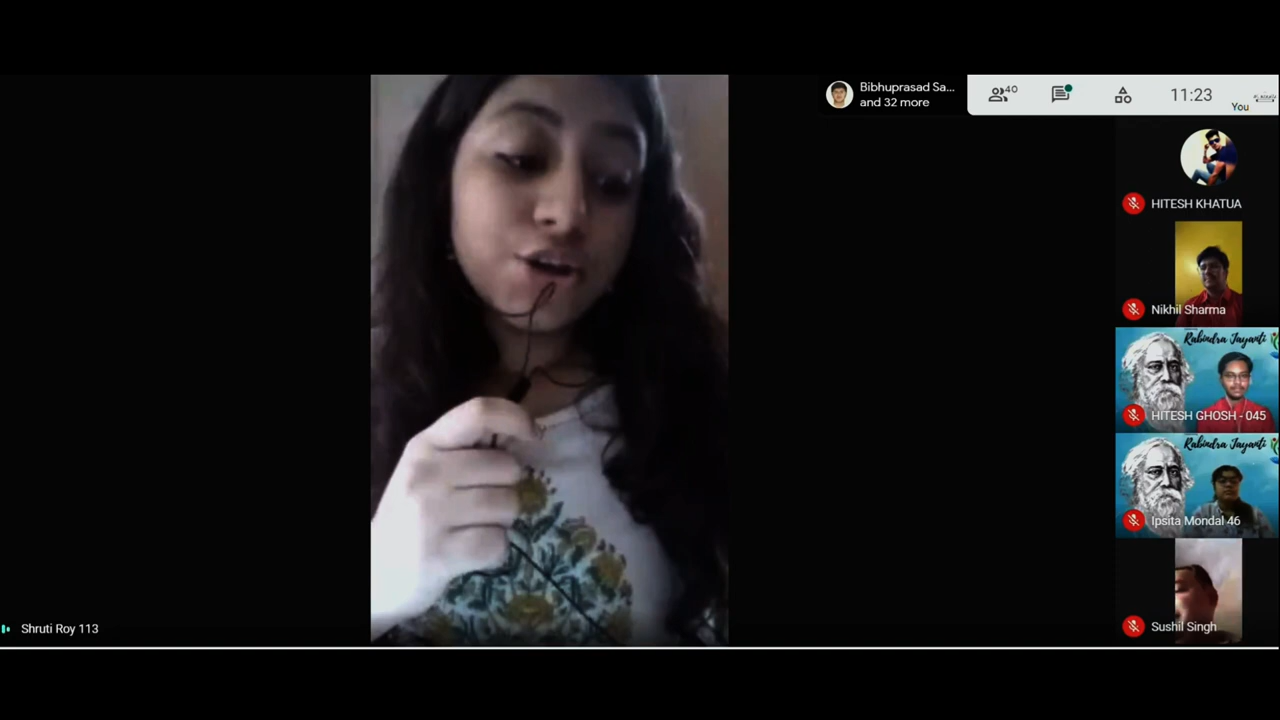 Bibhuprasad Sa...
and 32 more
40
11:23
You
HITESH KHATUA
Nikhil Sharma
Rabindra Jayanti
HITESH GHOSH - 045
Rabindra Jayanti
Ipsita Mondal 46
Sushil Singh
Shruti Roy 113